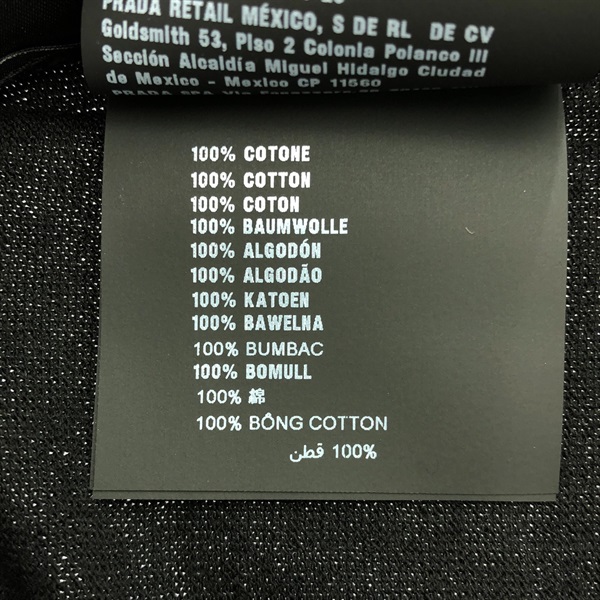 PRADA RETAIL MÉXICO, S DE RL DE CV
Goldsmith 53, Piso 2 Colonia Polanco III
Sección Alcaldía Miguel Hidalgo Ciudad
de Mexico - Mexico CP 11560
100% COTONE
100% COTTON
100% COTON
100% BAUMWOLLE
100% ALGODÓN
100% ALGODÃO
100% KATOEN
100% BAWELNA
100% BUMBAC
100% BOMULL
100% 綿
100% BÔNG COTTON
100% قطن